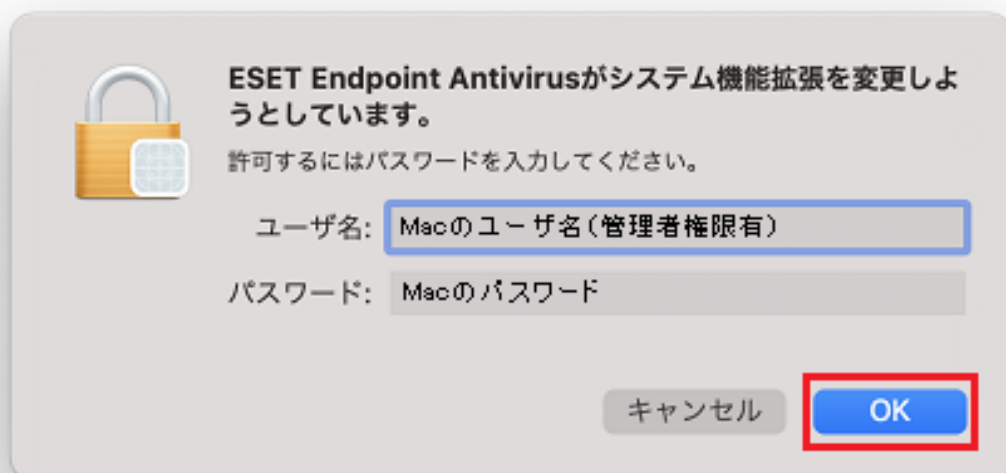 ESET Endpoint Antivirusがシステム機能拡張を変更しよ
うとしています。
許可するにはパスワードを入力してください。
ユーザ名: Macのユーザ名(管理者権限有)
パスワード: Macのパスワード
キャンセル OK